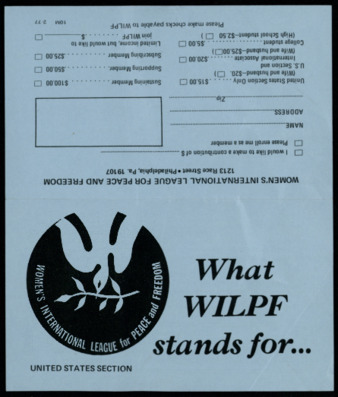 WOMEN'S INTERNATIONAL LEAGUE FOR PEACE AND FREEDOM
1213 Race Street • Philadelphia, Pa. 19107
I would like to make a contribution of $
Please enroll me as a member
NAME
ADDRESS
Zip
United States Section Only $15.00
(Wife and husband-$20. )
U.S. Section and
International Associate $20.00
(Wife and husband-$25.00 )
College student $5.00
(High School student-$2.50 )
Sustaining Member $100.00
Supporting Member $50.00
Subscribing Member $25.00
Limited income, but would like to
join WILPF $
Please make checks payable to WILPF
2 77
WOMEN'S INTERNATIONAL LEAGUE for PEACE and FREEDOM
What
WILPF
stands for...
UNITED STATES SECTION